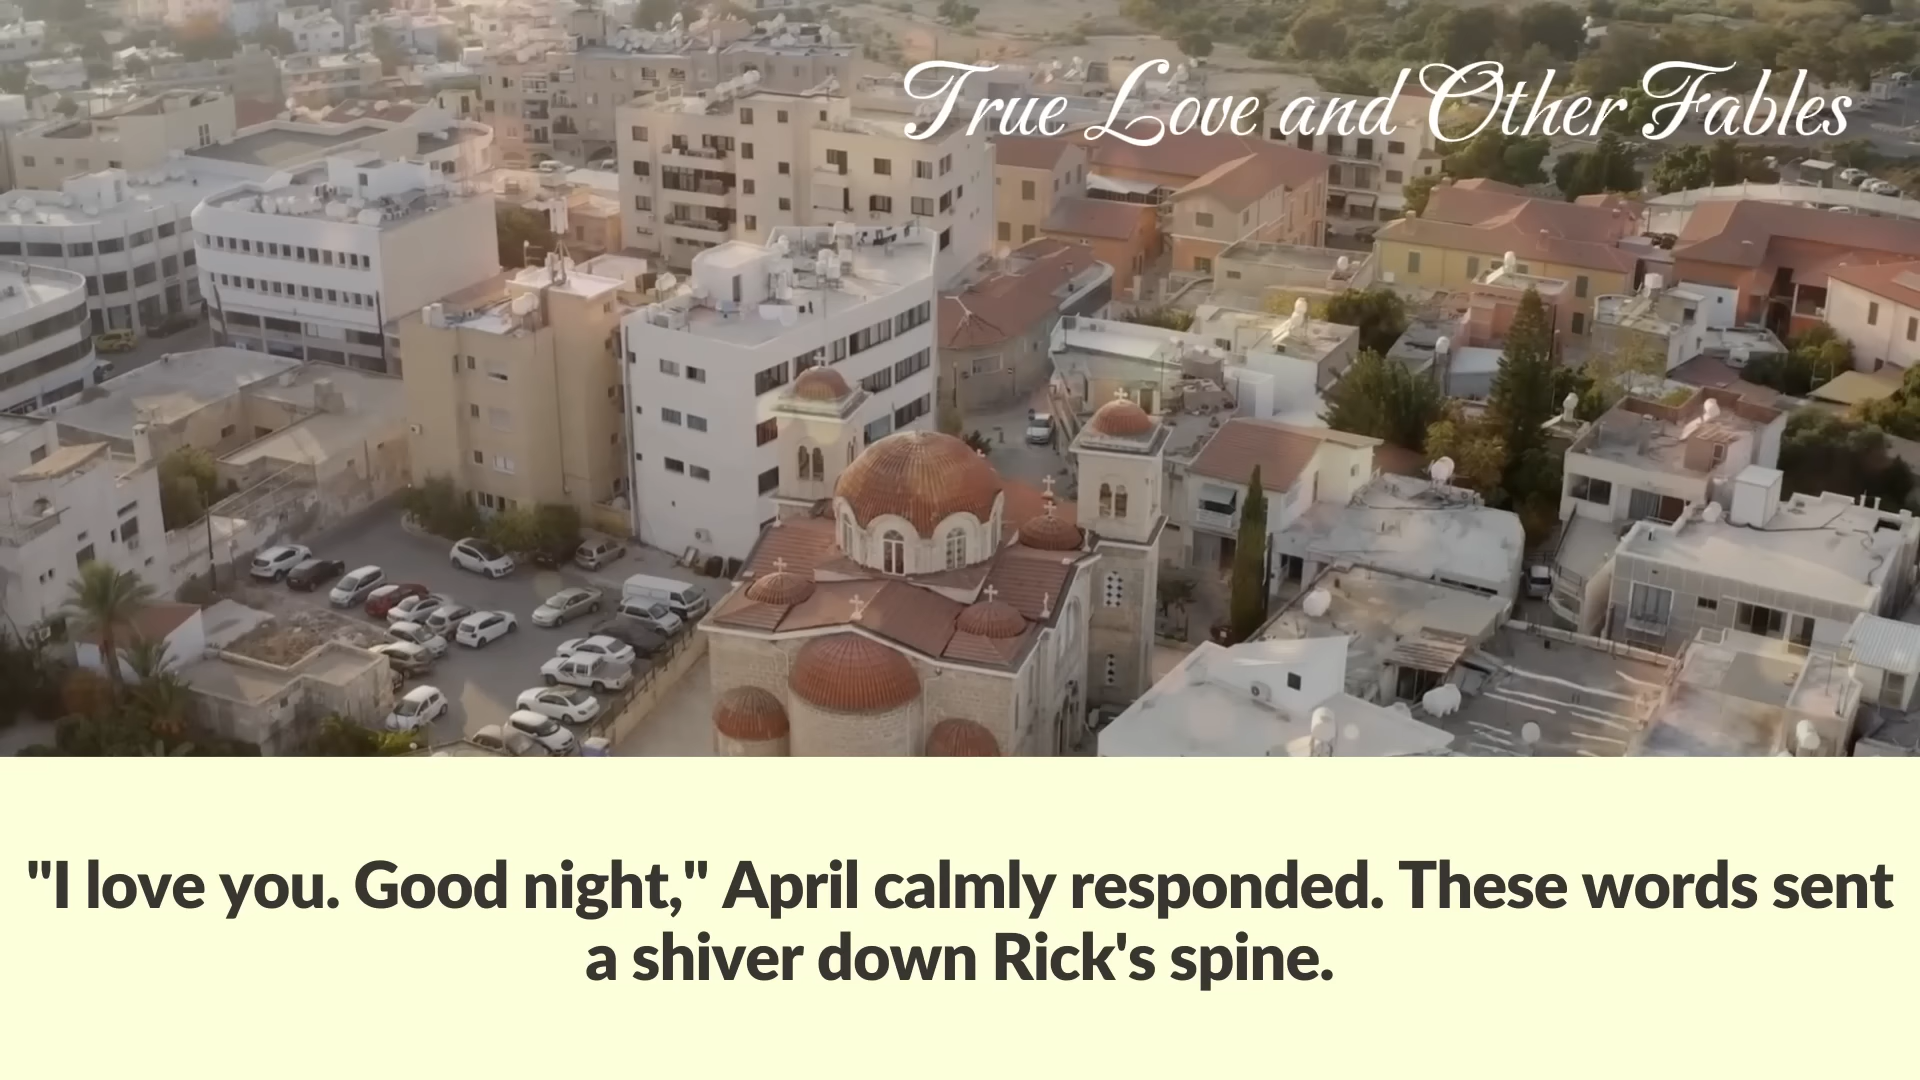 True Love and Other Fables
"I love you. Good night," April calmly responded. These words sent
a shiver down Rick's spine.